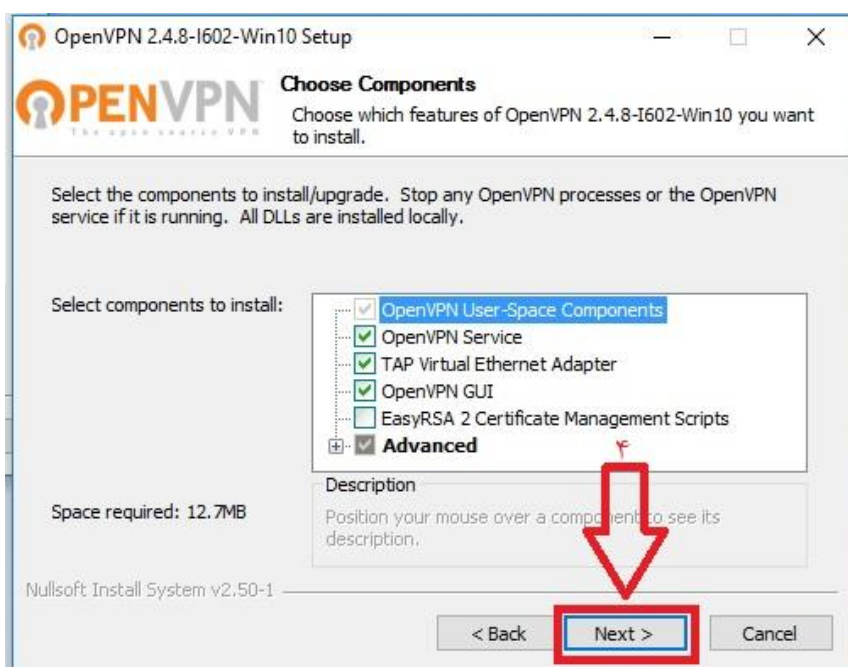 OpenVPN 2.4.8-I602-Win10 Setup
OPENVPN
The open source VPN
Choose Components
Choose which features of OpenVPN 2.4.8-I602-Win10 you want
to install.
Select the components to install/upgrade. Stop any OpenVPN processes or the OpenVPN
service if it is running. All DLLs are installed locally.
Select components to install:
OpenVPN User-Space Components
OpenVPN Service
TAP Virtual Ethernet Adapter
OpenVPN GUI
EasyRSA 2 Certificate Management Scripts
Advanced
۴
Space required: 12.7MB
Description
Position your mouse over a component to see its
description.
Nullsoft Install System v2.50-1
< Back
Next >
Cancel